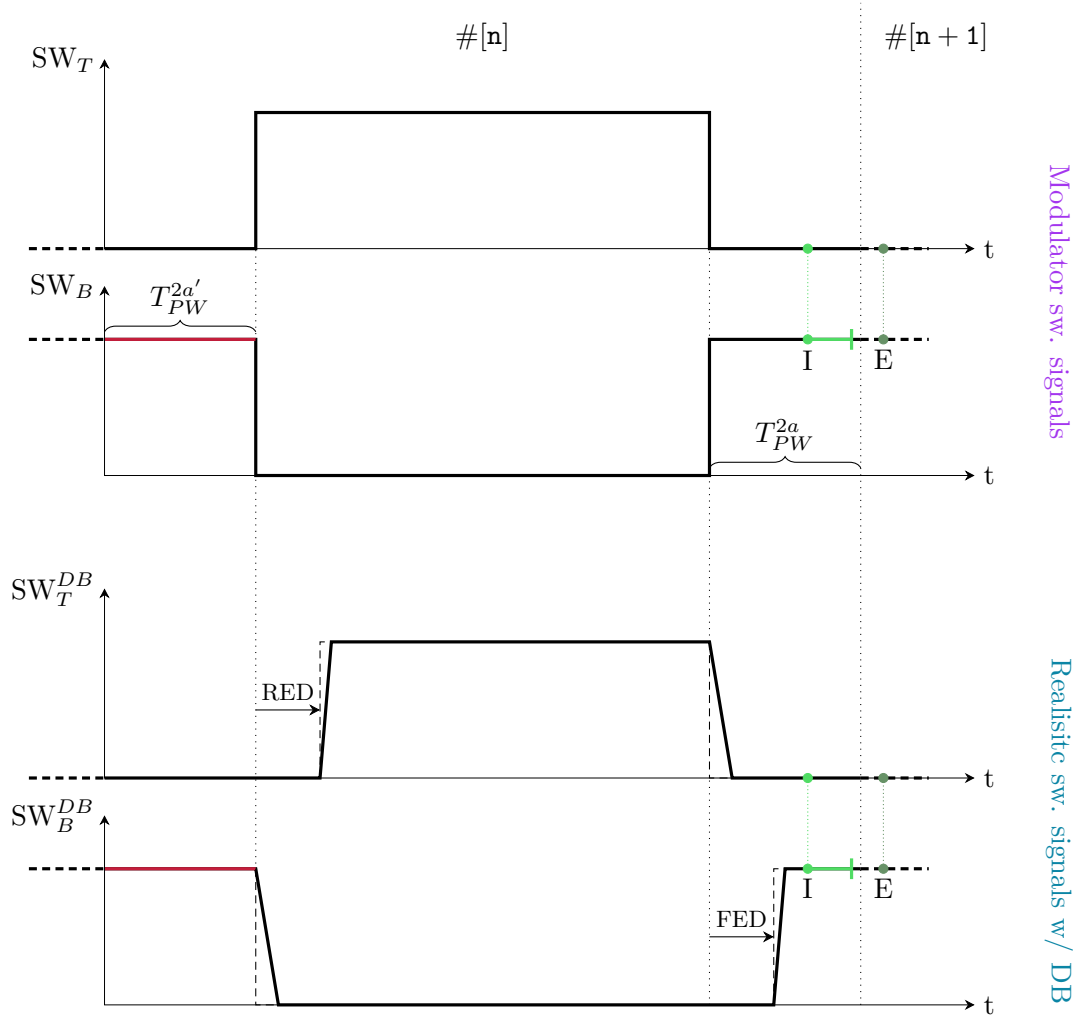 #[n]
#[n + 1]
SW_T
t
SW_B
T_{PW}^{2a'}
I
E
T_{PW}^{2a}
t
Modulator sw. signals
SW_T^{DB}
RED
t
SW_B^{DB}
I
E
FED
t
Realisitc sw. signals w/ DB